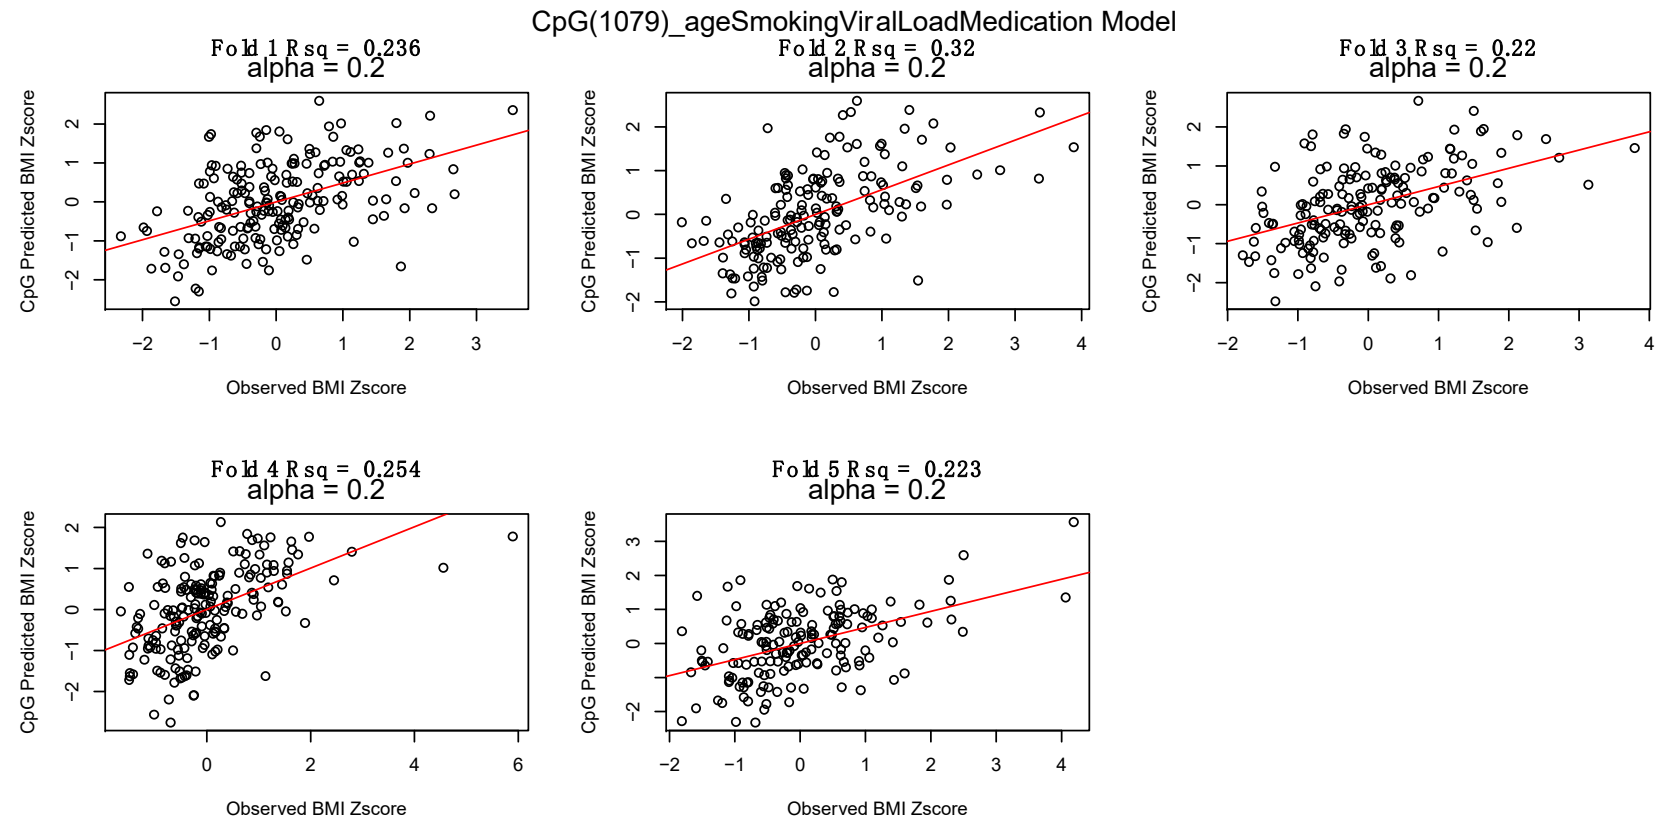 CpG(1079)_ageSmokingViralLoadMedication Model
Fold 1 Rsq = 0.236
alpha = 0.2
CpG Predicted BMI Zscore
2
1
0
−1
−2
−2 −1 0 1 2 3
Observed BMI Zscore
Fold 2 Rsq = 0.32
alpha = 0.2
CpG Predicted BMI Zscore
2
1
0
−1
−2
−2 −1 0 1 2 3 4
Observed BMI Zscore
Fold 3 Rsq = 0.22
alpha = 0.2
CpG Predicted BMI Zscore
2
1
0
−1
−2
−2 −1 0 1 2 3 4
Observed BMI Zscore
Fold 4 Rsq = 0.254
alpha = 0.2
CpG Predicted BMI Zscore
2
1
0
−1
−2
0 2 4 6
Observed BMI Zscore
Fold 5 Rsq = 0.223
alpha = 0.2
CpG Predicted BMI Zscore
3
2
1
0
−2
−2 −1 0 1 2 3 4
Observed BMI Zscore